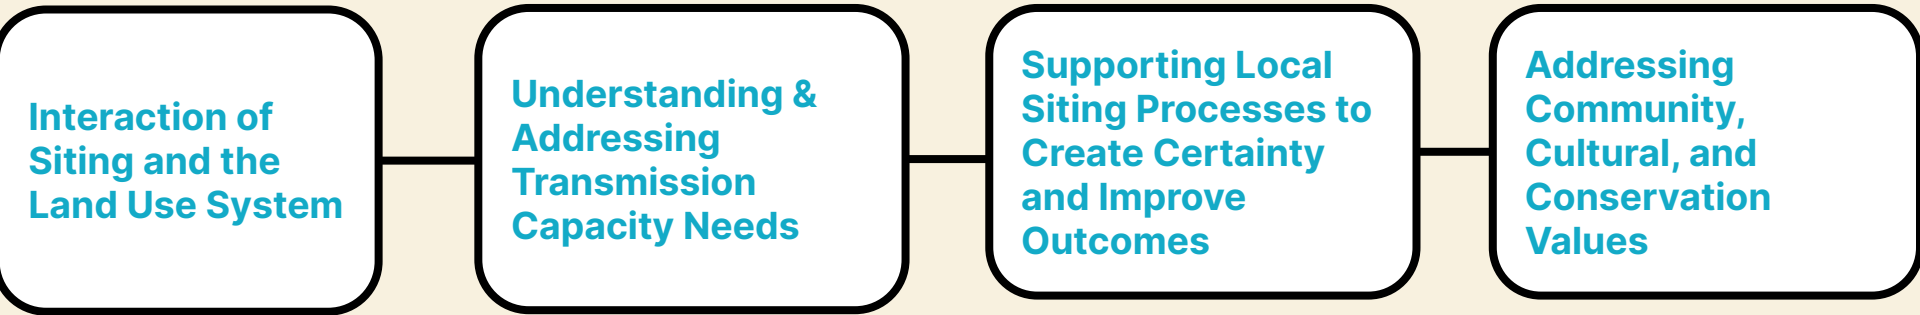 Interaction of
Siting and the
Land Use System
Understanding &
Addressing
Transmission
Capacity Needs
Supporting Local
Siting Processes to
Create Certainty
and Improve
Outcomes
Addressing
Community,
Cultural, and
Conservation
Values